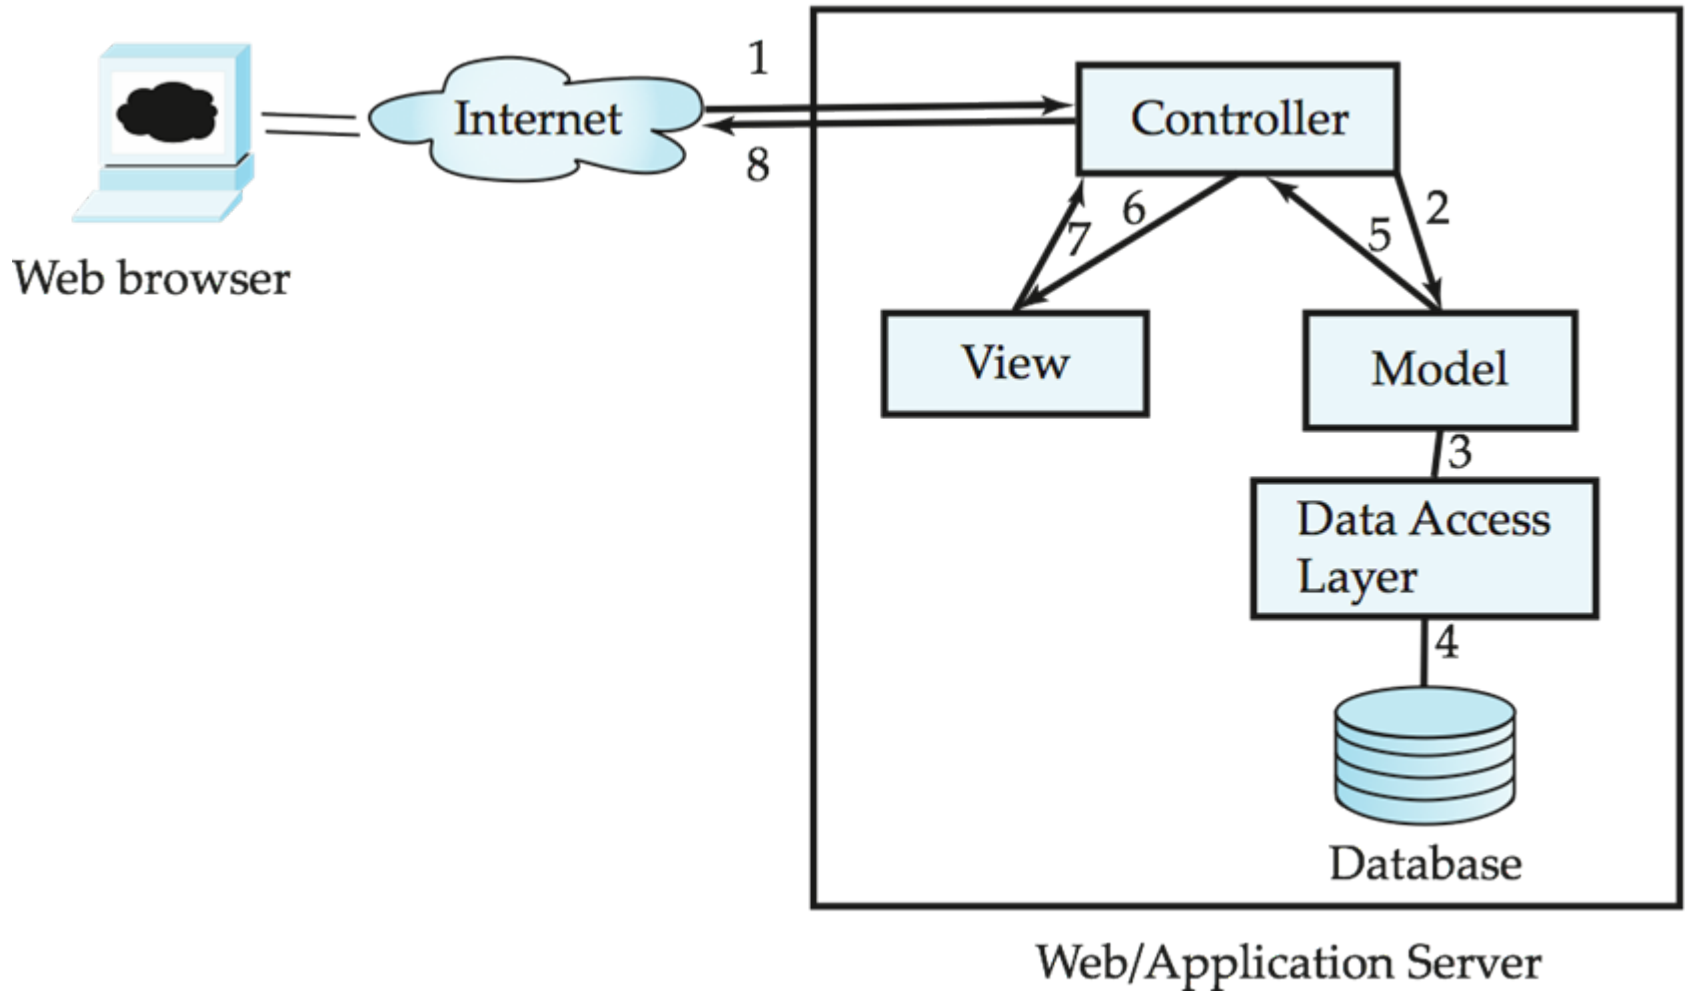 1
Internet
Controller
8
Web browser
6
2
7
5
View
Model
3
Data Access
Layer
4
Database
Web/Application Server